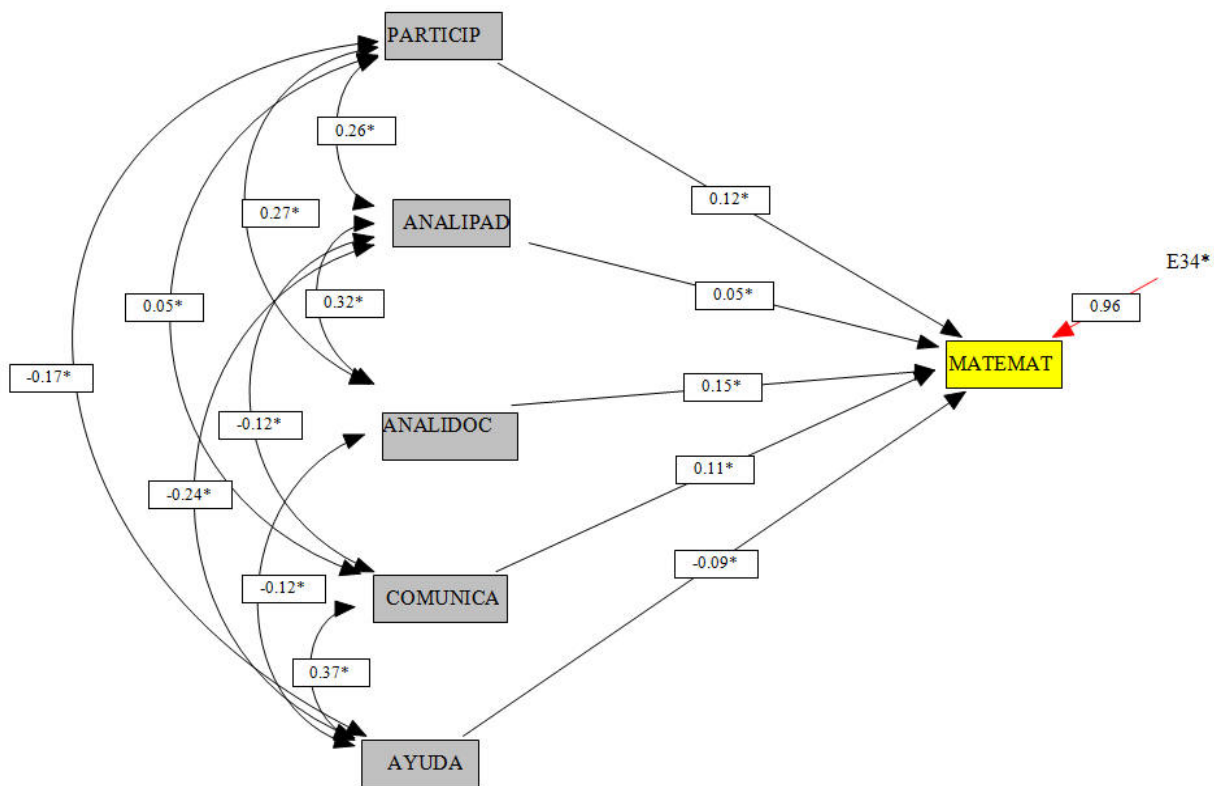 PARTICIP
0.26*
0.12*
0.27*
ANALIPAD
E34*
0.05*
0.32*
0.05*
0.96
MATEMAT
-0.17*
0.15*
ANALIDOC
-0.12*
0.11*
-0.24*
-0.09*
-0.12*
COMUNICA
0.37*
AYUDA